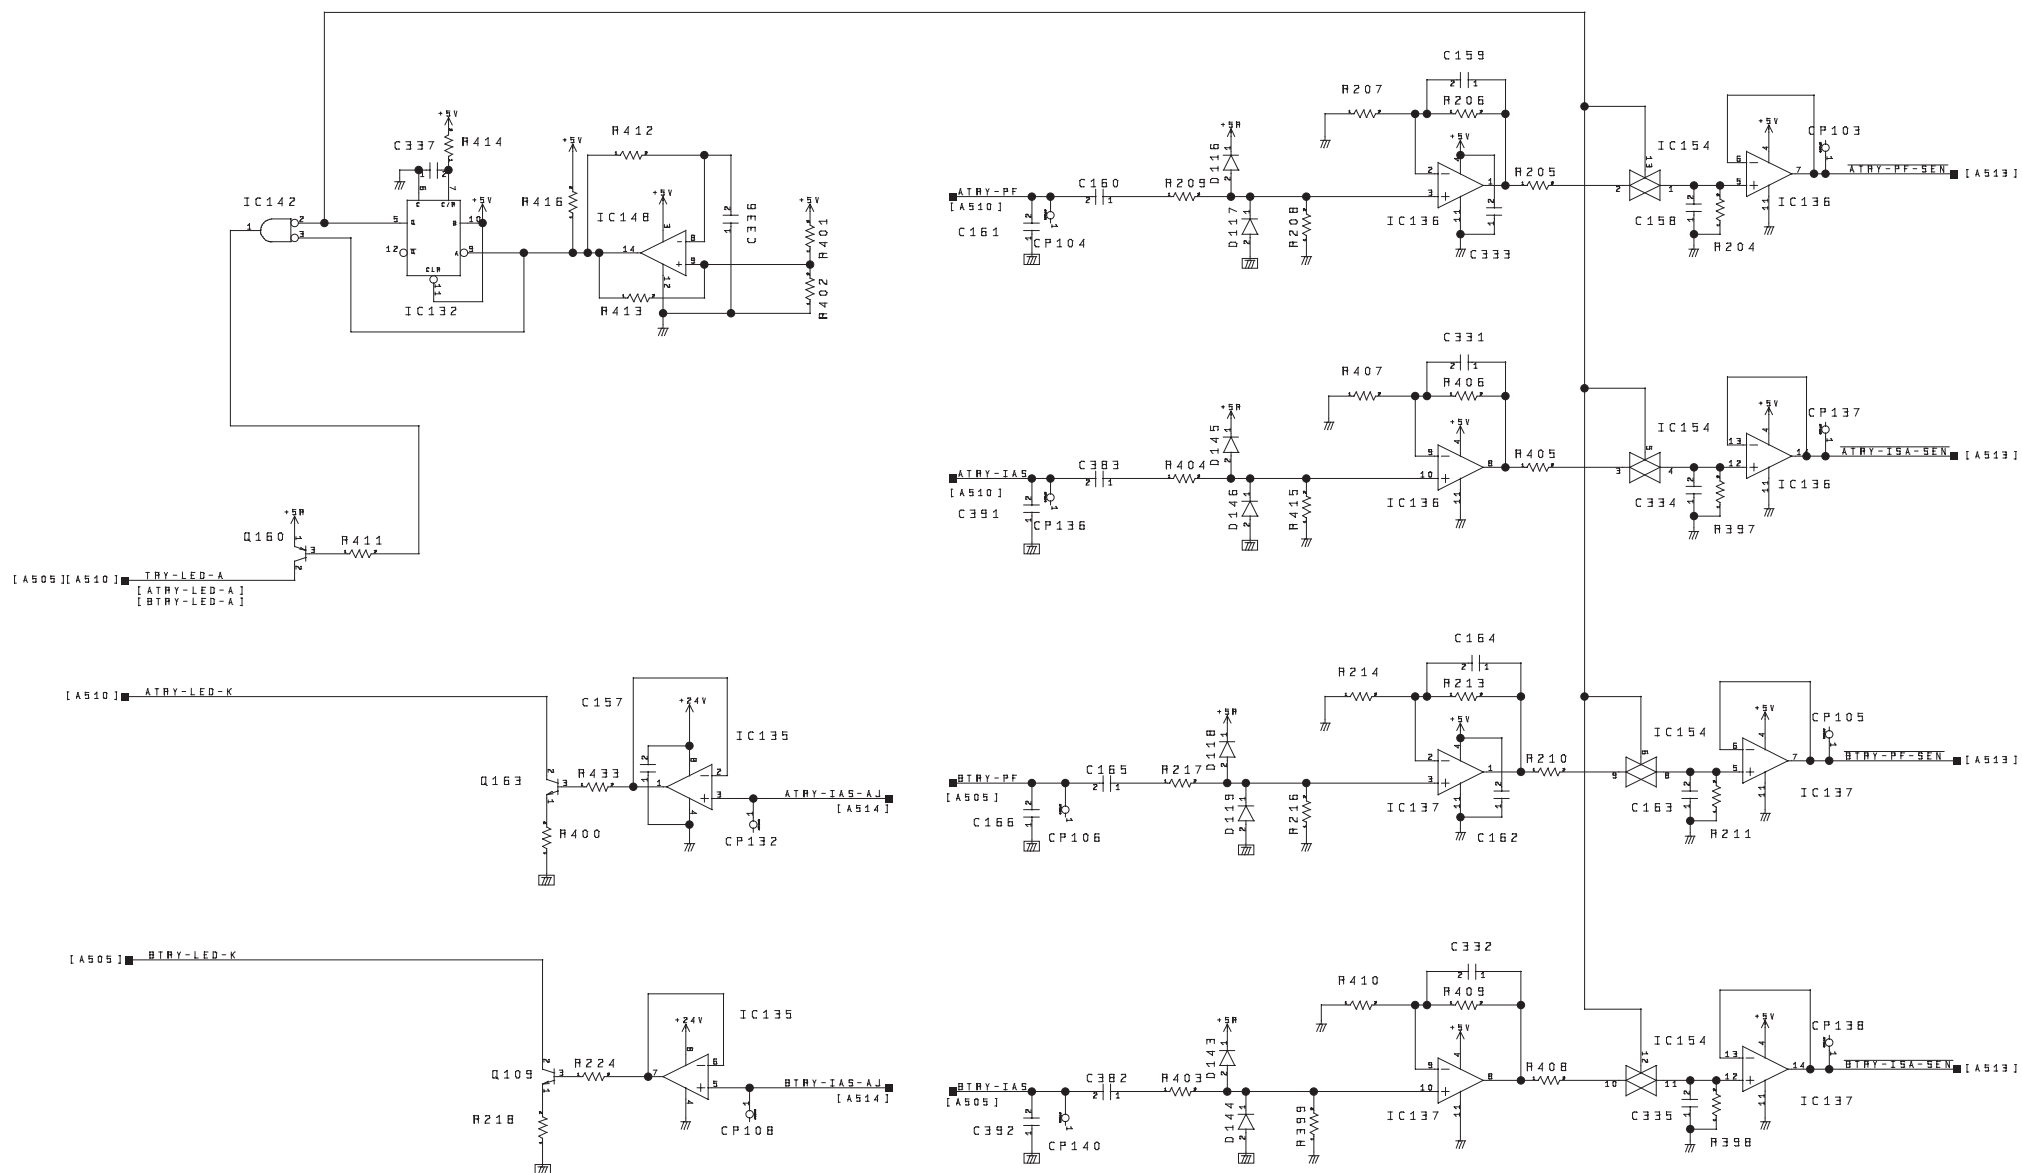 C159
R207
R206
+5V
+5V
R412
C337
R414
+5V
+5R
+5V
IC154
+5V
CP103
D116
IC142
R416
+5V
+5V
IC148
C336
+5V
R401
ATRY-PF
[A510]
C160
R209
R205
ATRY-PF-SEN
[A513]
C161
CP104
D117
R208
IC136
C333
C158
R204
IC136
C
C/R
Q
B
Q
A
CLR
IC132
R413
R402
C331
R407
R406
+5V
+5R
IC154
+5V
CP137
D145
ATRY-IAS
[A510]
C383
R404
R405
ATRY-ISA-SEN
[A513]
C391
CP136
D146
R415
IC136
C334
R397
IC136
+5R
Q160
R411
[A505][A510]
TRY-LED-A
[ATRY-LED-A]
[BTRY-LED-A]
C164
R214
R213
+5V
[A510]
ATRY-LED-K
C157
+24V
IC135
+5R
IC154
+5V
CP105
D118
Q163
R433
ATRY-IAS-AJ
[A514]
R400
CP132
BTRY-PF
[A505]
C165
R217
R210
BTRY-PF-SEN
[A513]
C166
CP106
D119
R216
IC137
C162
C163
R211
IC137
C332
R410
R409
+5V
[A505]
BTRY-LED-K
+24V
IC135
+5R
IC154
+5V
CP138
D143
Q109
R224
BTRY-IAS-AJ
[A514]
R218
CP108
BTRY-IAS
[A505]
C382
R403
R408
BTRY-ISA-SEN
[A513]
C392
CP140
D144
R399
IC137
C335
R398
IC137